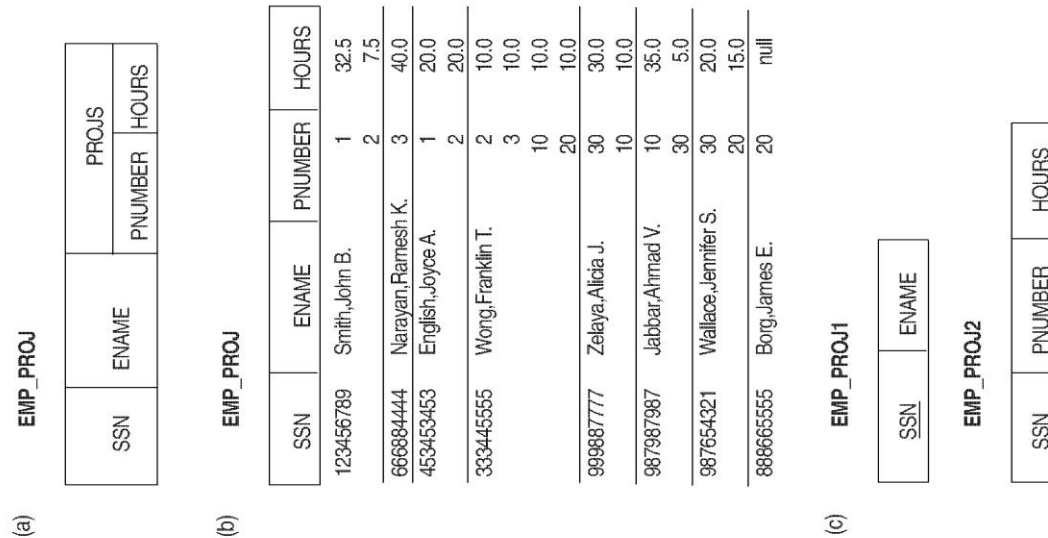 (a)
EMP_PROJ
PROJS
SSN ENAME PNUMBER HOURS
(b)
EMP_PROJ
SSN ENAME PNUMBER HOURS
123456789 Smith,John B. 1 32.5
2 7.5
666884444 Narayan,Ramesh K. 3 40.0
453453453 English,Joyce A. 1 20.0
2 20.0
333445555 Wong,Franklin T. 2 10.0
3 10.0
10 10.0
20 10.0
999887777 Zelaya,Alicia J. 30 30.0
10 10.0
987987987 Jabbar,Ahmad V. 10 35.0
30 5.0
987654321 Wallace,Jennifer S. 30 20.0
20 15.0
888665555 Borg,James E. 20 null
(c)
EMP_PROJ1
SSN ENAME
EMP_PROJ2
SSN PNUMBER HOURS